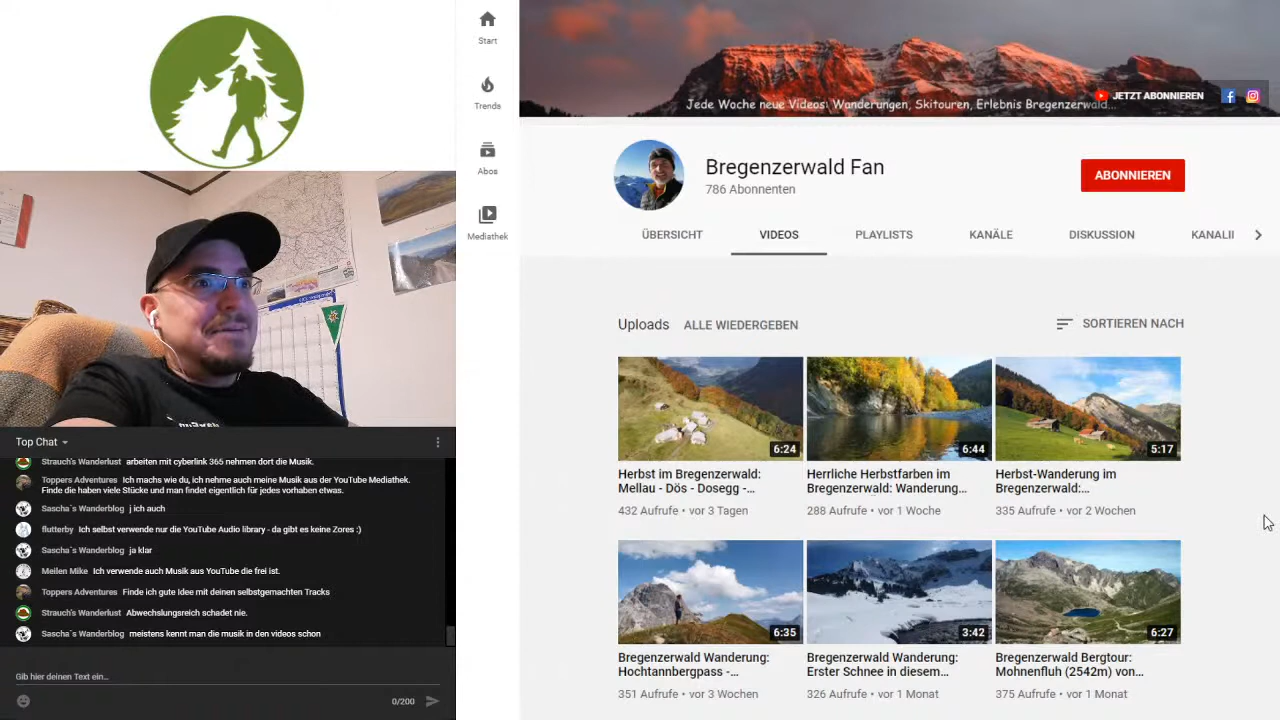 Start
Trends
Abos
Mediathek
Jede Woche neue Videos: Wanderungen, Skitouren, Erlebnis Bregenzerwald...
JETZT ABONNIEREN
Bregenzerwald Fan
786 Abonnenten
ABONNIEREN
ÜBERSICHT
VIDEOS
PLAYLISTS
KANÄLE
DISKUSSION
KANALII
Uploads
ALLE WIEDERGEBEN
SORTIEREN NACH
6:24
6:44
5:17
Herbst im Bregenzerwald:
Mellau - Dös - Dosegg -...
432 Aufrufe • vor 3 Tagen
Herrliche Herbstfarben im
Bregenzerwald: Wanderung...
288 Aufrufe • vor 1 Woche
Herbst-Wanderung im
Bregenzerwald:...
335 Aufrufe • vor 2 Wochen
6:35
3:42
6:27
Bregenzerwald Wanderung:
Hochtannbergpass -...
351 Aufrufe • vor 3 Wochen
Bregenzerwald Wanderung:
Erster Schnee in diesem...
326 Aufrufe • vor 1 Monat
Bregenzerwald Bergtour:
Mohnenfluh (2542m) von...
375 Aufrufe • vor 1 Monat
Top Chat
Strauch's Wanderlust arbeiten mit cyberlink 365 nehmen dort die Musik.
Toppers Adventures Ich machs wie du, ich nehme auch meine Musik aus der YouTube Mediathek.
Finde die haben viele Stücke und man findet eigentlich für jedes vorhaben etwas.
Sascha´s Wanderblog j ich auch
flutterby Ich selbst verwende nur die YouTube Audio library - da gibt es keine Zores :)
Sascha´s Wanderblog ja klar
Meilen Mike Ich verwende auch Musik aus YouTube die frei ist.
Toppers Adventures Finde ich gute Idee mit deinen selbstgemachten Tracks
Strauch's Wanderlust Abwechslungsreich schadet nie.
Sascha´s Wanderblog meistens kennt man die musik in den videos schon
Gib hier deinen Text ein...
0/200